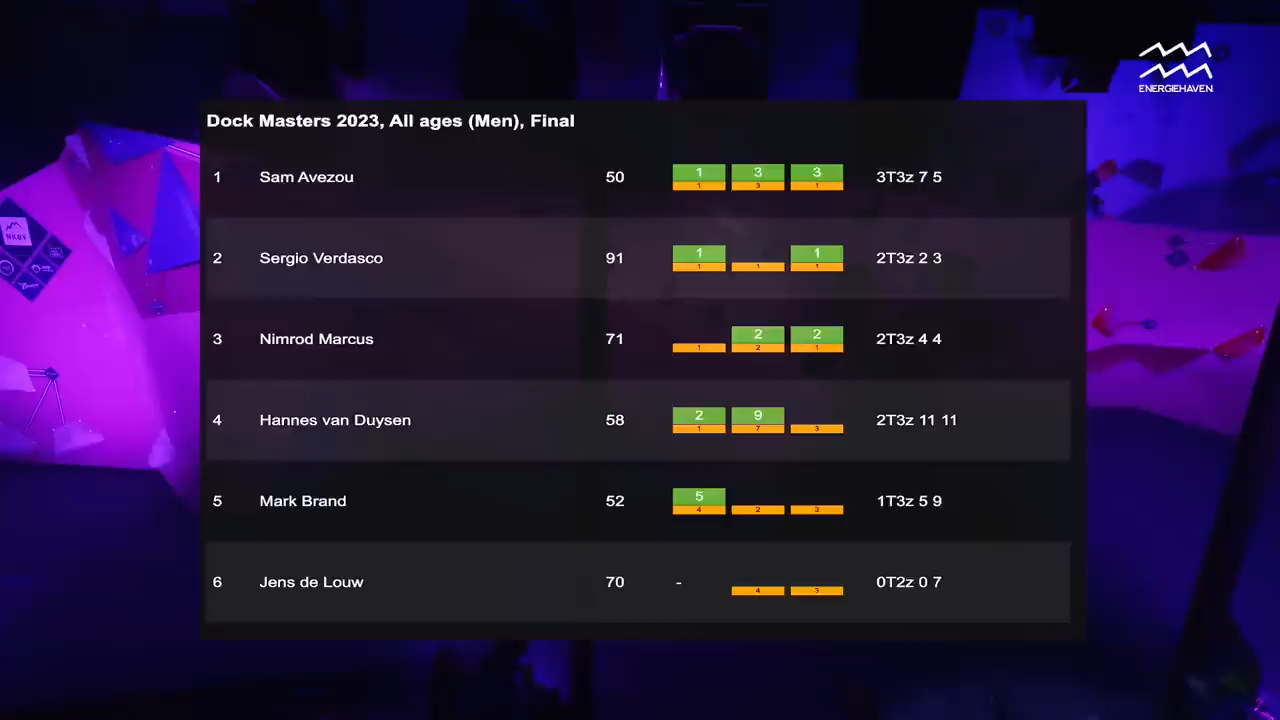 ENERGIEHAVEN
Dock Masters 2023, All ages (Men), Final
1 Sam Avezou 50 1 3 3 3T3z 7 5
1 3 1
2 Sergio Verdasco 91 1 1 2T3z 2 3
1 1 1
3 Nimrod Marcus 71 2 2 2T3z 4 4
1 2 1
4 Hannes van Duysen 58 2 9 2T3z 11 11
1 7 3
5 Mark Brand 52 5 1T3z 5 9
4 2 3
6 Jens de Louw 70 - 0T2z 0 7
4 3
NKBV